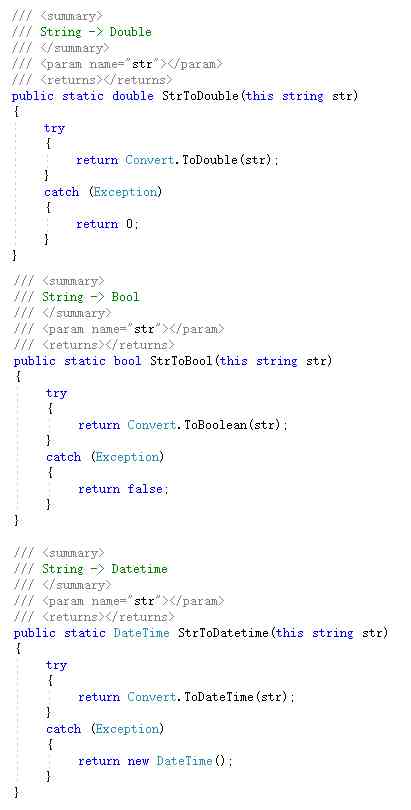 /// <summary>
/// String -> Double
/// </summary>
/// <param name="str"></param>
/// <returns></returns>
public static double StrToDouble(this string str)
{
    try
    {
        return Convert.ToDouble(str);
    }
    catch (Exception)
    {
        return 0;
    }
}
/// <summary>
/// String -> Bool
/// </summary>
/// <param name="str"></param>
/// <returns></returns>
public static bool StrToBool(this string str)
{
    try
    {
        return Convert.ToBoolean(str);
    }
    catch (Exception)
    {
        return false;
    }
}
/// <summary>
/// String -> Datetime
/// </summary>
/// <param name="str"></param>
/// <returns></returns>
public static DateTime StrToDatetime(this string str)
{
    try
    {
        return Convert.ToDateTime(str);
    }
    catch (Exception)
    {
        return new DateTime();
    }
}